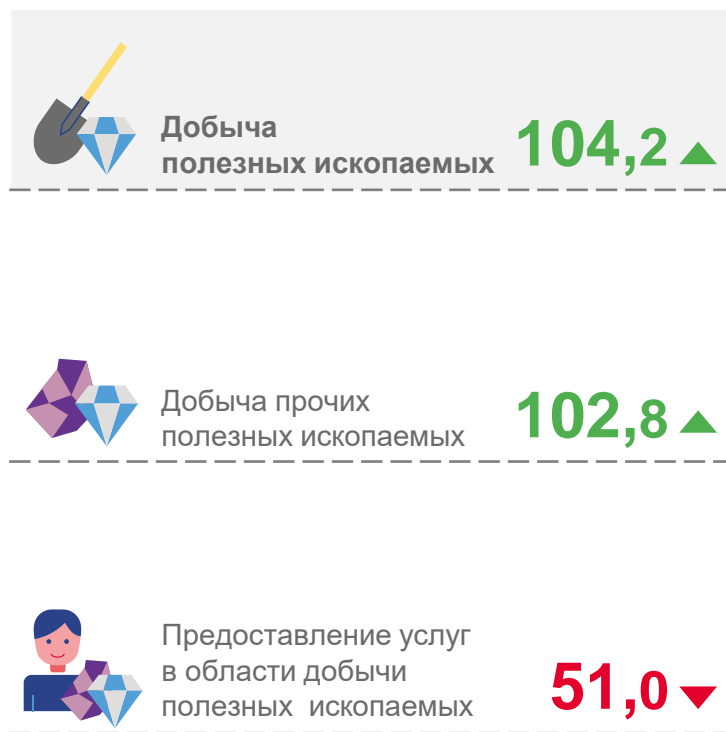 Добыча
полезных ископаемых
104,2
Добыча прочих
полезных ископаемых
102,8
Предоставление услуг
в области добычи
полезных ископаемых
51,0